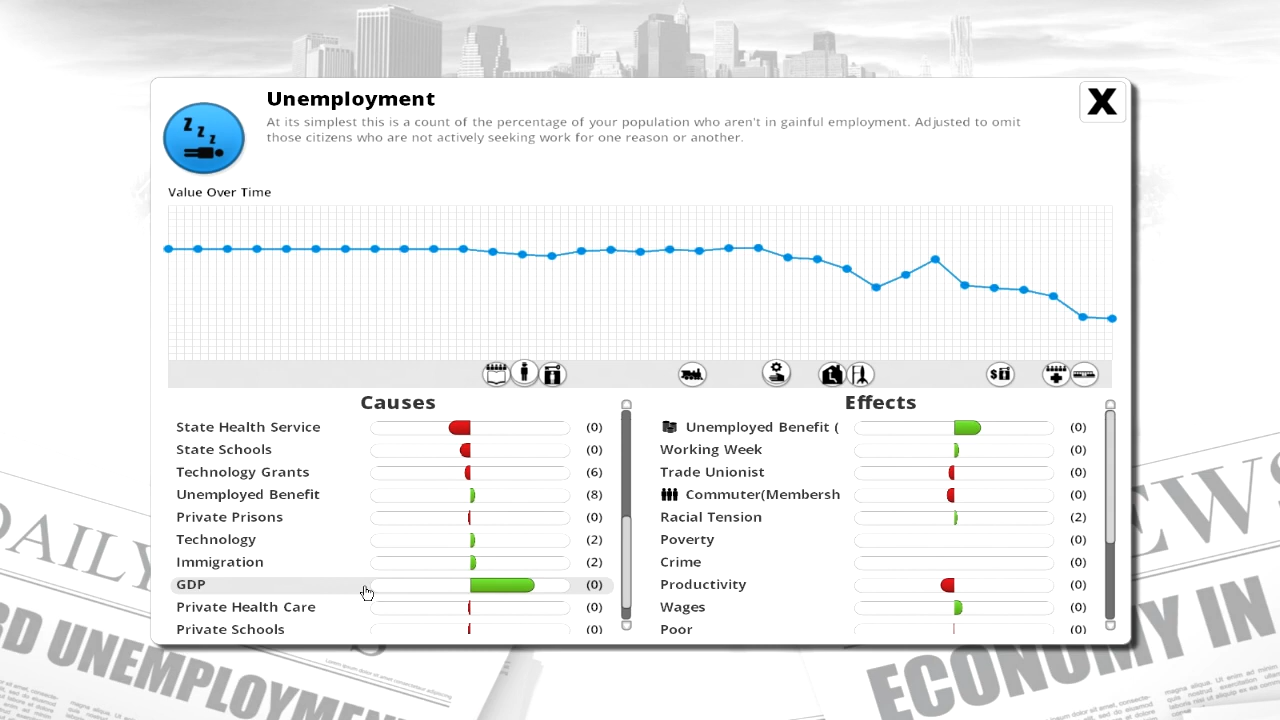 Unemployment
X
At its simplest this is a count of the percentage of your population who aren't in gainful employment. Adjusted to omit
those citizens who are not actively seeking work for one reason or another.
Value Over Time
Causes
State Health Service (0)
State Schools (0)
Technology Grants (6)
Unemployed Benefit (8)
Private Prisons (0)
Technology (2)
Immigration (2)
GDP (0)
Private Health Care (0)
Private Schools (0)
Effects
Unemployed Benefit ( (0)
Working Week (0)
Trade Unionist (0)
Commuter(Membersh (0)
Racial Tension (2)
Poverty (0)
Crime (0)
Productivity (0)
Wages (0)
Poor (0)
DAILY
NEWS
RD UNEMPLOYMEN
ECONOMY IN